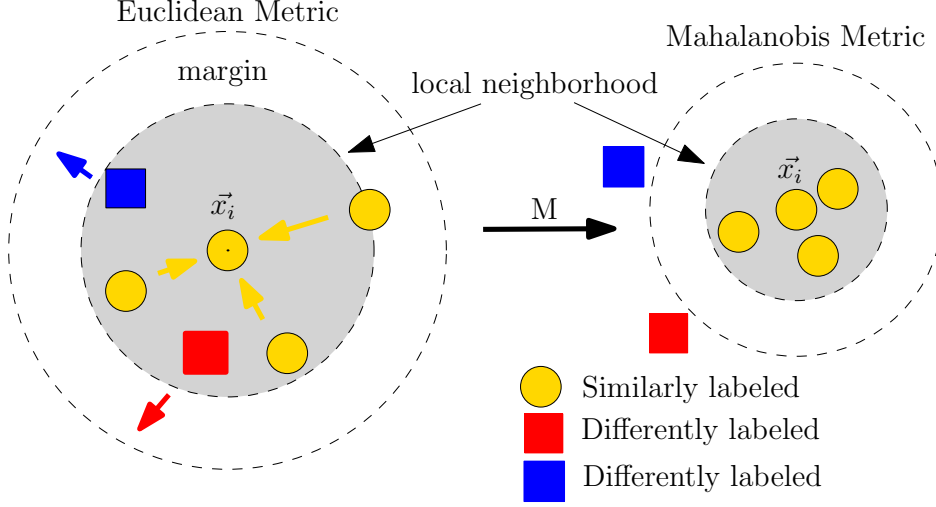 Euclidean Metric
Mahalanobis Metric
margin
local neighborhood
x⃗ᵢ
x⃗ᵢ
M
Similarly labeled
Differently labeled
Differently labeled